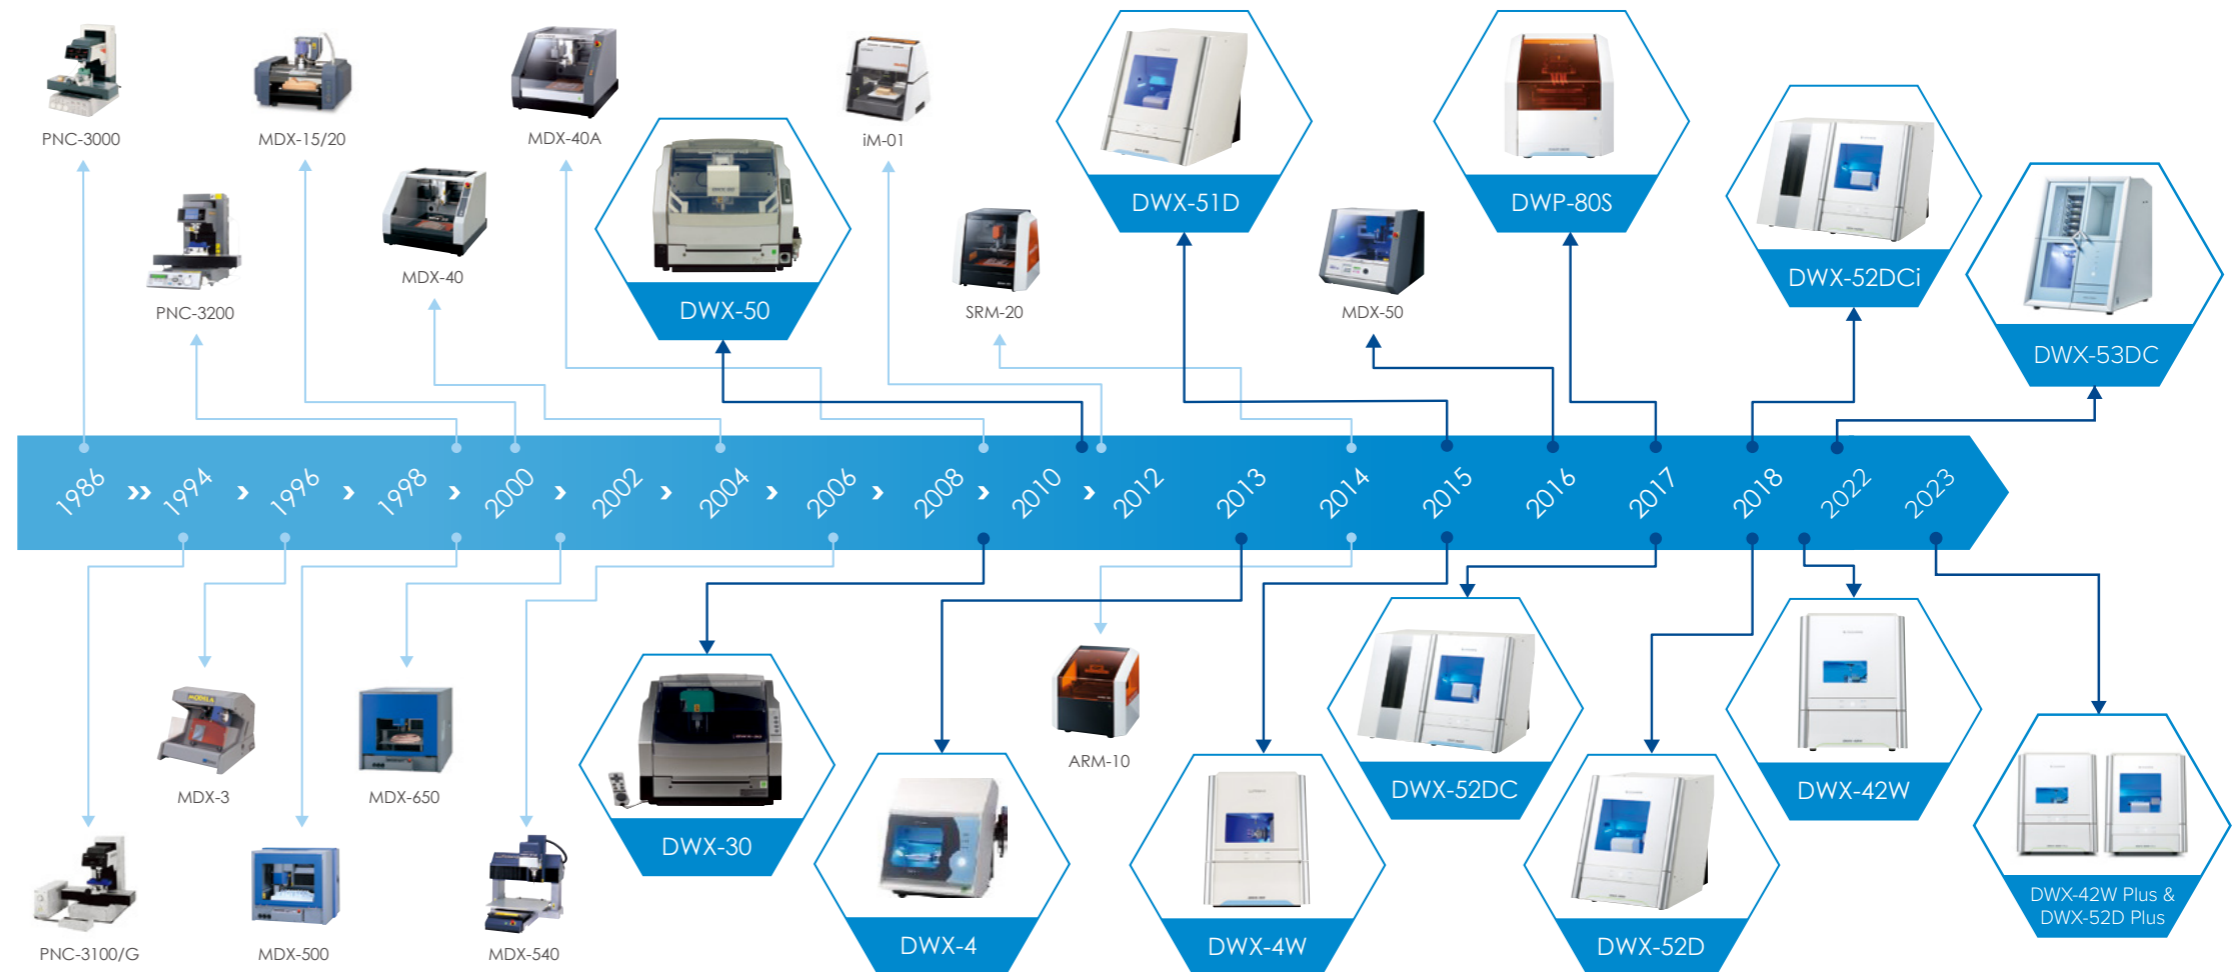 PNC-3000
MDX-15/20
MDX-40A
iM-01
DWX-51D
DWP-80S
DWX-52DCi
PNC-3200
MDX-40
DWX-50
SRM-20
MDX-50
DWX-53DC
1986
1994
1996
1998
2000
2002
2004
2006
2008
2010
2012
2013
2014
2015
2016
2017
2018
2022
2023
MODELA
MDX-3
MDX-650
DWX-30
ARM-10
DWX-52DC
DWX-42W
PNC-3100/G
MDX-500
MDX-540
DWX-4
DWX-4W
DWX-52D
DWX-42W Plus &
DWX-52D Plus